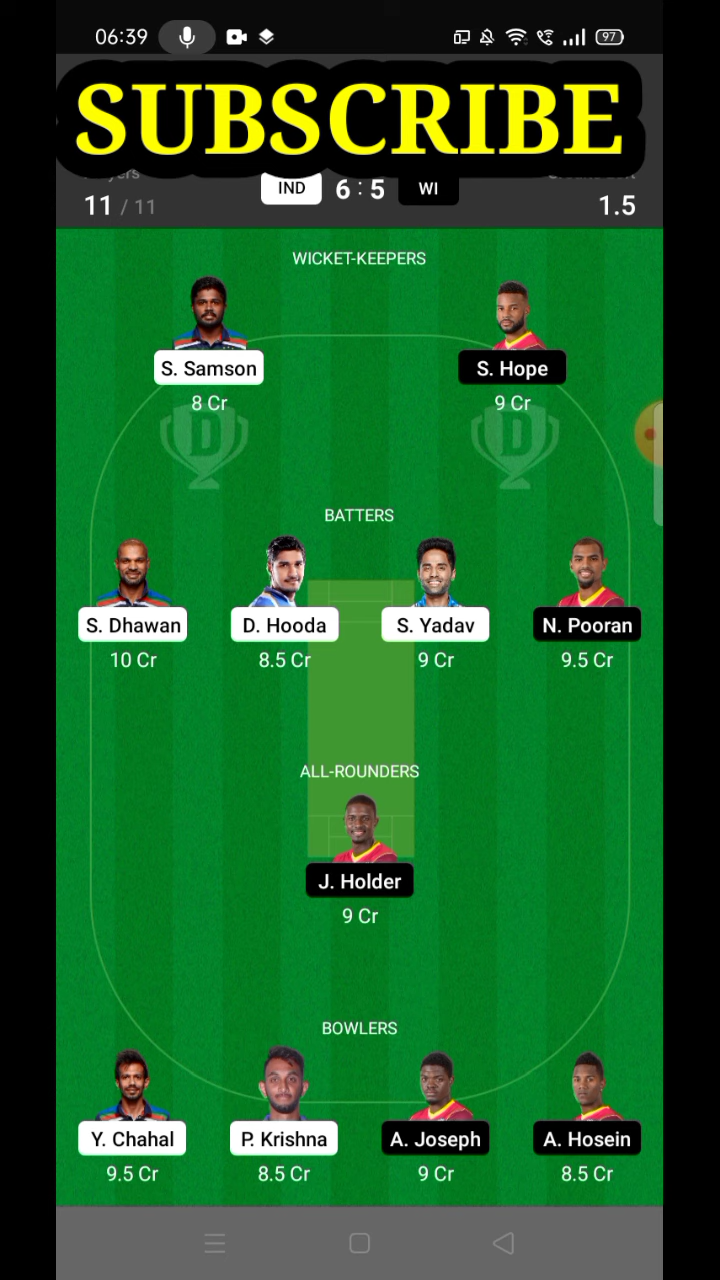 06:39
97
SUBSCRIBE
11 / 11
IND 6 : 5 WI
1.5
WICKET-KEEPERS
S. Samson
S. Hope
8 Cr
9 Cr
D
D
BATTERS
S. Dhawan
D. Hooda
S. Yadav
N. Pooran
10 Cr
8.5 Cr
9 Cr
9.5 Cr
ALL-ROUNDERS
J. Holder
9 Cr
BOWLERS
Y. Chahal
P. Krishna
A. Joseph
A. Hosein
9.5 Cr
8.5 Cr
9 Cr
8.5 Cr